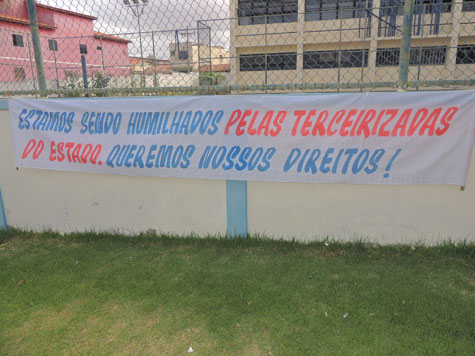 ESTAMOS SENDO HUMILHADOS PELAS TERCEIRIZADAS
DO ESTADO. QUEREMOS NOSSOS DIREITOS!